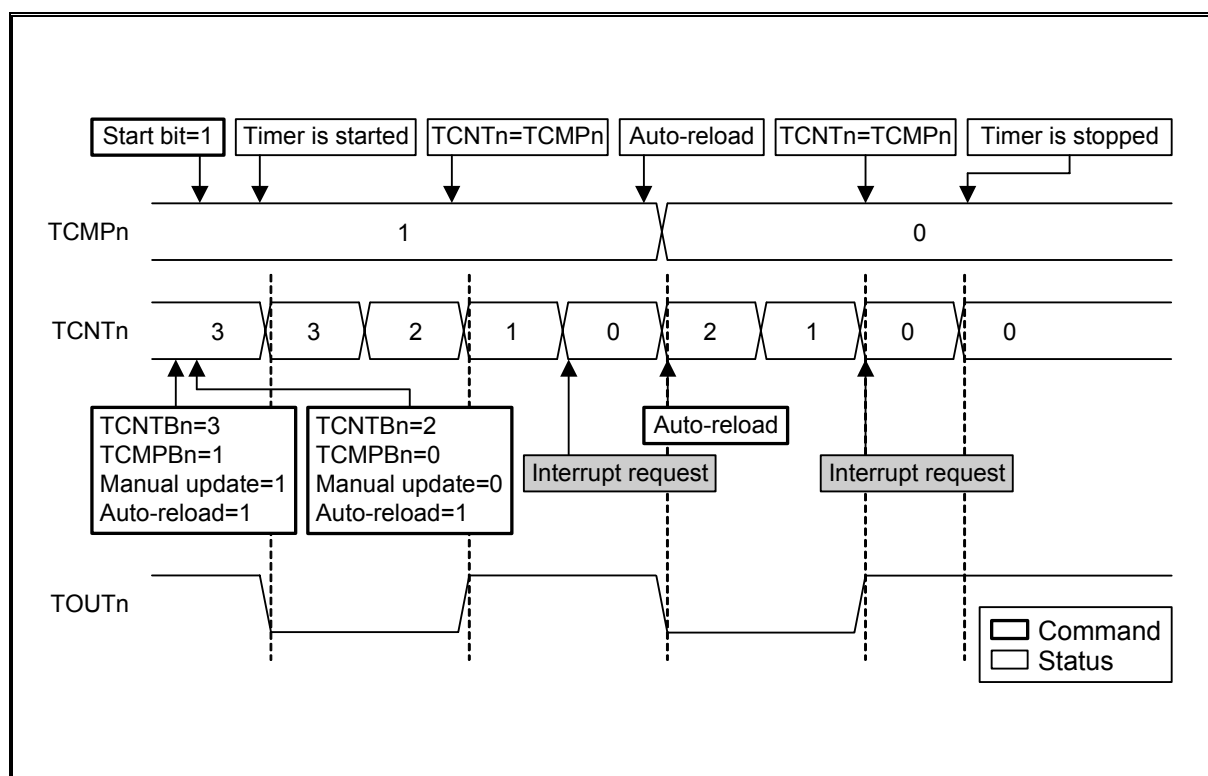 Start bit=1
Timer is started
TCNTn=TCMPn
Auto-reload
TCNTn=TCMPn
Timer is stopped
TCMPn
1
0
TCNTn
3
3
2
1
0
2
1
0
0
TCNTBn=3
TCMPBn=1
Manual update=1
Auto-reload=1
TCNTBn=2
TCMPBn=0
Manual update=0
Auto-reload=1
Interrupt request
Auto-reload
Interrupt request
TOUTn
Command
Status